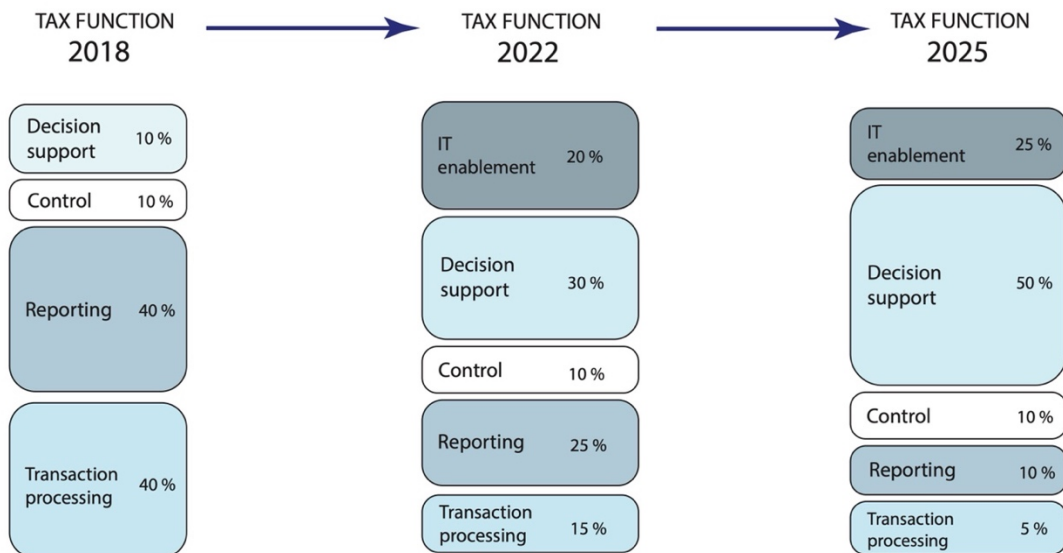 TAX FUNCTION
2018
TAX FUNCTION
2022
TAX FUNCTION
2025
Decision
support 10 %
Control 10 %
Reporting 40 %
Transaction
processing 40 %
IT
enablement 20 %
Decision
support 30 %
Control 10 %
Reporting 25 %
Transaction
processing 15 %
IT
enablement 25 %
Decision
support 50 %
Control 10 %
Reporting 10 %
Transaction
processing 5 %